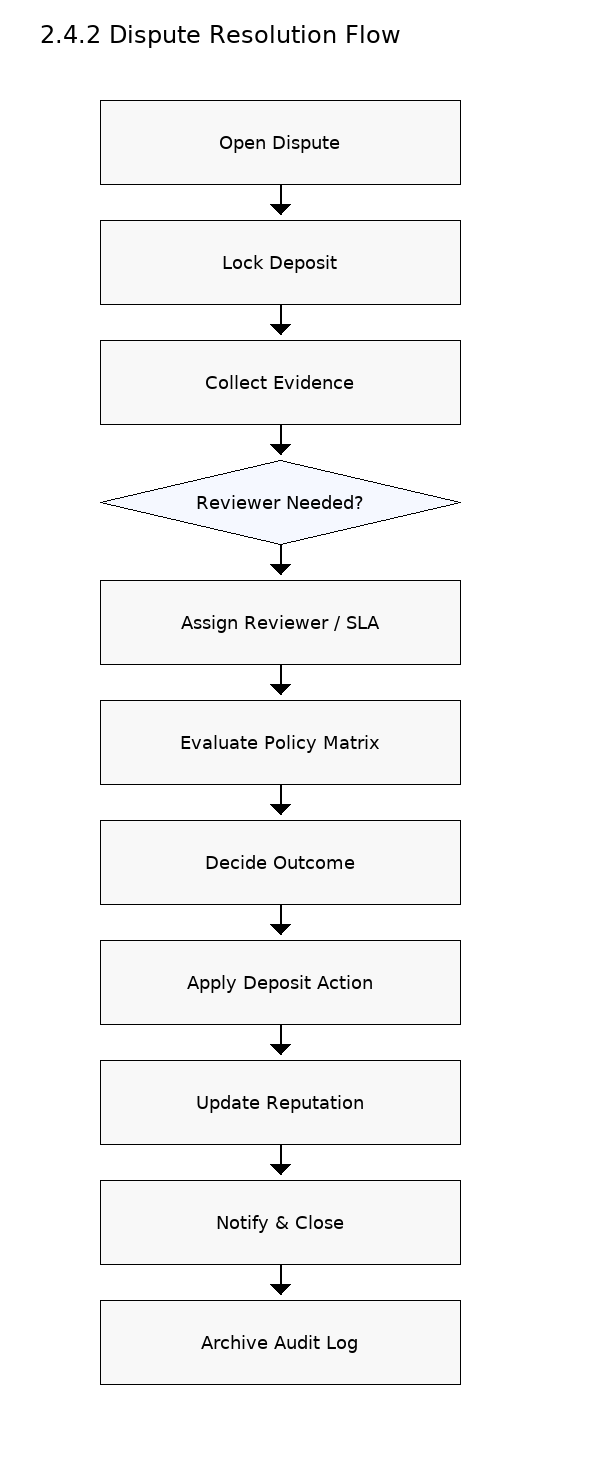 2.4.2 Dispute Resolution Flow
Open Dispute
Lock Deposit
Collect Evidence
Reviewer Needed?
Assign Reviewer / SLA
Evaluate Policy Matrix
Decide Outcome
Apply Deposit Action
Update Reputation
Notify & Close
Archive Audit Log